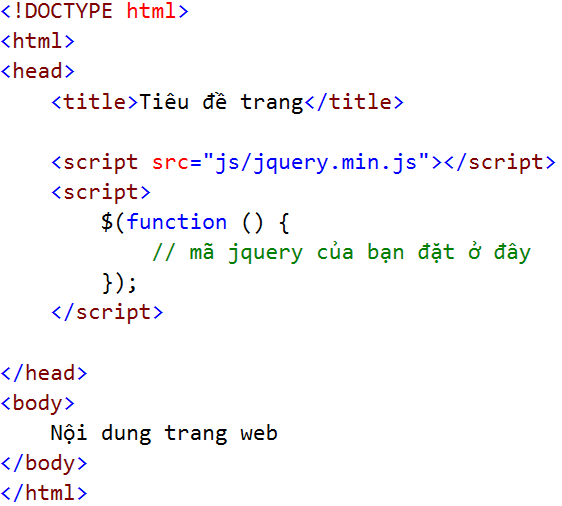 <!DOCTYPE html>
<html>
<head>
    <title>Tiêu đề trang</title>

    <script src="js/jquery.min.js"></script>
    <script>
        $(function () {
            // mã jquery của bạn đặt ở đây
        });
    </script>

</head>
<body>
    Nội dung trang web
</body>
</html>